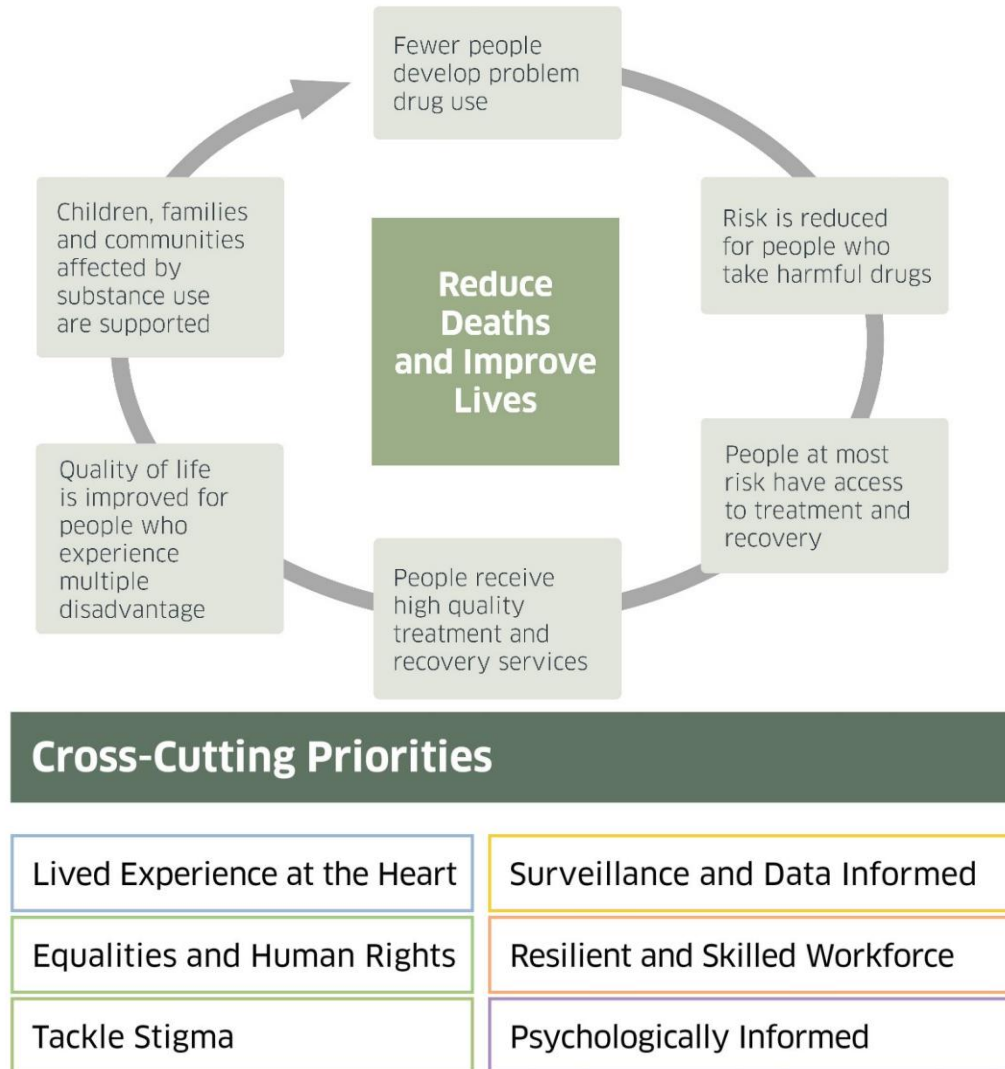 Fewer people
develop problem
drug use
Risk is reduced
for people who
take harmful drugs
People at most
risk have access
to treatment and
recovery
People receive
high quality
treatment and
recovery services
Quality of life
is improved for
people who
experience
multiple
disadvantage
Children, families
and communities
affected by
substance use
are supported
Reduce
Deaths
and Improve
Lives
Cross-Cutting Priorities
Lived Experience at the Heart
Surveillance and Data Informed
Equalities and Human Rights
Resilient and Skilled Workforce
Tackle Stigma
Psychologically Informed